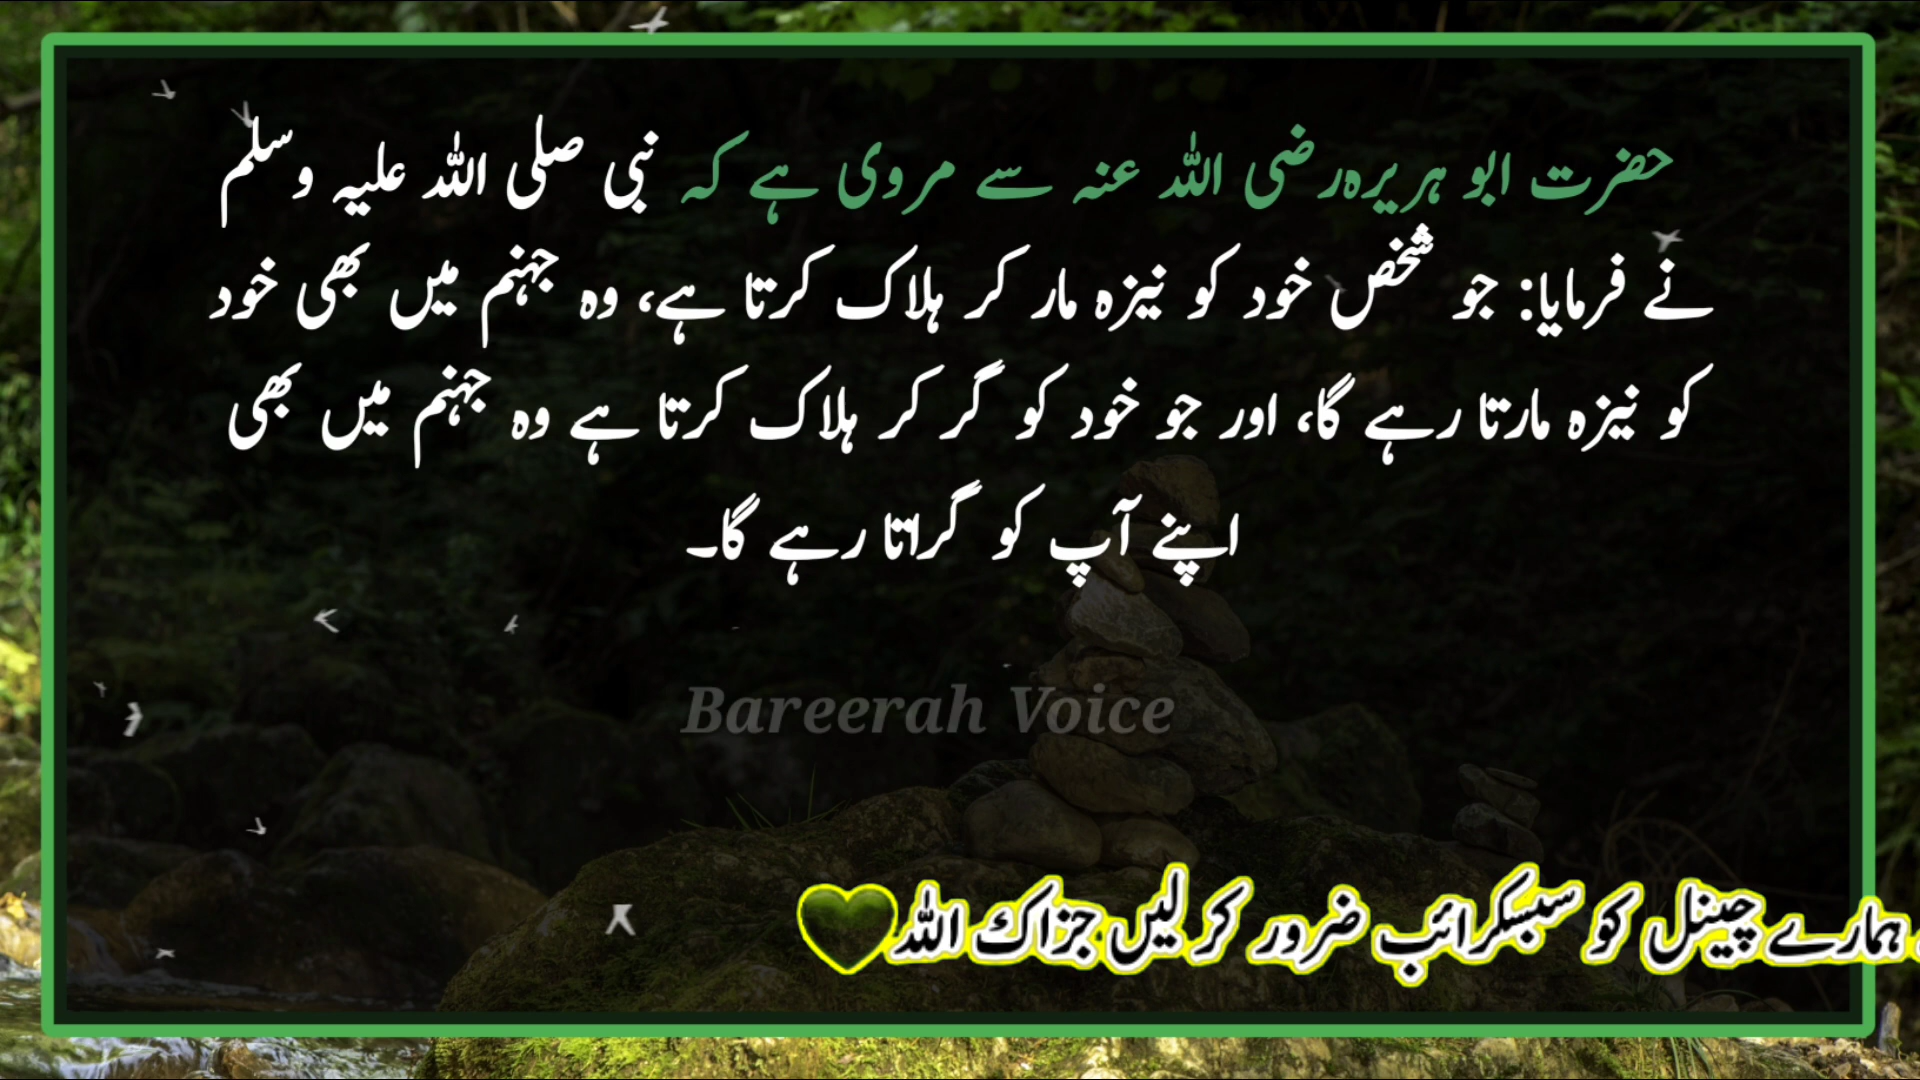 حضرت ابو ہریرہ رضی اللہ عنہ سے مروی ہے کہ نبی صلی اللہ علیہ وسلم
نے فرمایا: جو شخص خود کو نیزہ مار کر ہلاک کرتا ہے، وہ جہنم میں بھی خود
کو نیزہ مارتا رہے گا، اور جو خود کو گر کر ہلاک کرتا ہے وہ جہنم میں بھی
اپنے آپ کو گراتا رہے گا۔
Bareerah Voice
ہمارے چینل کو سبسکرائب ضرور کر لیں جزاک اللہ💚